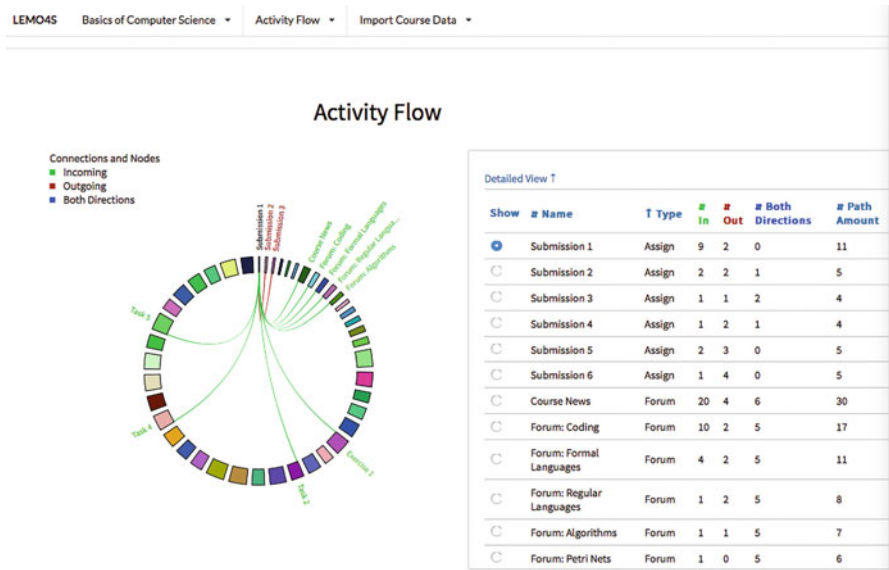 LEMO4S Basics of Computer Science Activity Flow Import Course Data
Activity Flow
Connections and Nodes
Incoming
Outgoing
Both Directions
Submission 1
Submission 2
Submission 3
Course News
Forum: Coding
Forum: Formal Languages
Forum: Regular Langua...
Forum: Algorithms
Task 5
Task 4
Task 2
Exercise 1
Detailed View ↑
Show # Name ↑ Type # In # Out # Both Directions # Path Amount
Submission 1 Assign 9 2 0 11
Submission 2 Assign 2 2 1 5
Submission 3 Assign 1 1 2 4
Submission 4 Assign 1 2 1 4
Submission 5 Assign 2 3 0 5
Submission 6 Assign 1 4 0 5
Course News Forum 20 4 6 30
Forum: Coding Forum 10 2 5 17
Forum: Formal
Languages Forum 4 2 5 11
Forum: Regular
Languages Forum 1 2 5 8
Forum: Algorithms Forum 1 1 5 7
Forum: Petri Nets Forum 1 0 5 6